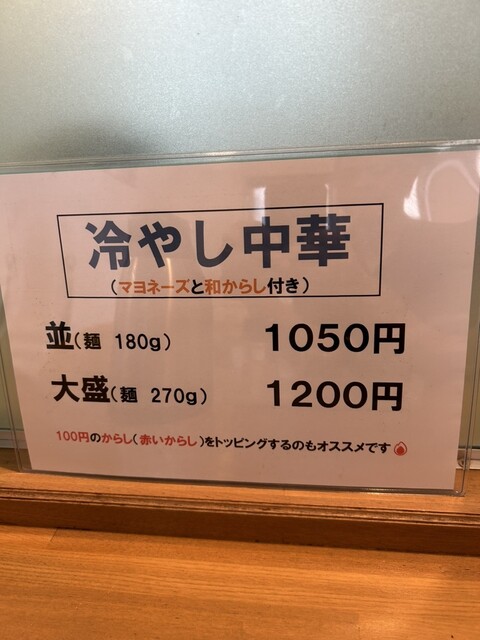 冷やし中華
(マヨネーズと和からし付き)
並(麺 180g) 1050円
大盛(麺 270g) 1200円
100円のからし(赤いからし)をトッピングするのもオススメです